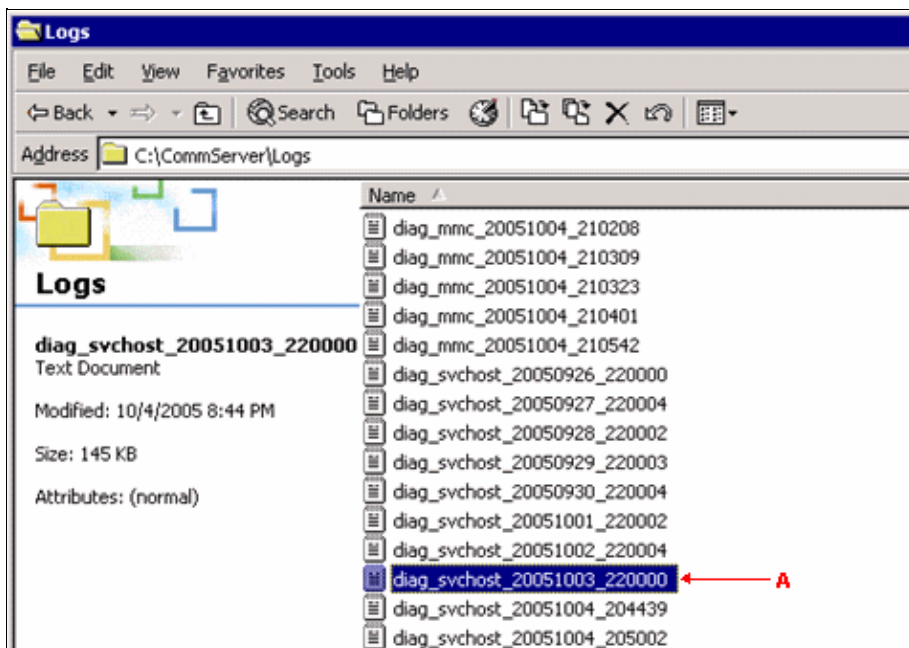 Logs
File Edit View Favorites Tools Help
Back Search Folders
Address C:\CommServer\Logs
Logs
diag_svchost_20051003_220000
Text Document
Modified: 10/4/2005 8:44 PM
Size: 145 KB
Attributes: (normal)
Name
diag_mmc_20051004_210208
diag_mmc_20051004_210309
diag_mmc_20051004_210323
diag_mmc_20051004_210401
diag_mmc_20051004_210542
diag_svchost_20050926_220000
diag_svchost_20050927_220004
diag_svchost_20050928_220002
diag_svchost_20050929_220003
diag_svchost_20050930_220004
diag_svchost_20051001_220002
diag_svchost_20051002_220004
diag_svchost_20051003_220000 A
diag_svchost_20051004_204439
diag_svchost_20051004_205002